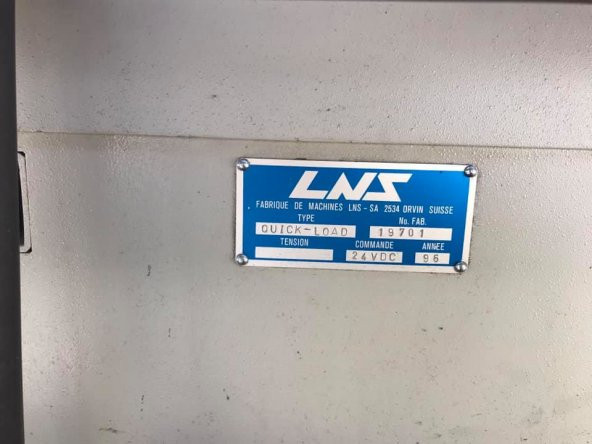 LNS
FABRIQUE DE MACHINES LNS-SA 2534 ORVIN SUISSE
TYPE No. FAB.
QUICK-LOAD 19701
TENSION COMMANDE ANNÉE
24VDC 96